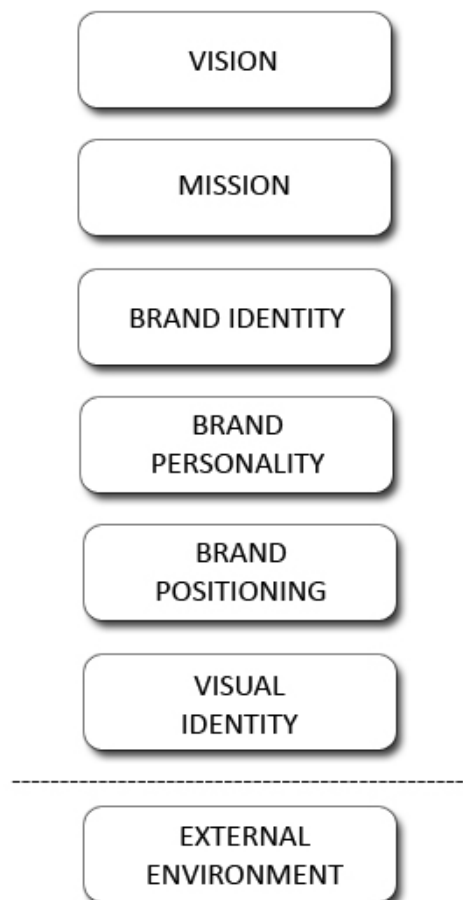 VISION
MISSION
BRAND IDENTITY
BRAND
PERSONALITY
BRAND
POSITIONING
VISUAL
IDENTITY
EXTERNAL
ENVIRONMENT